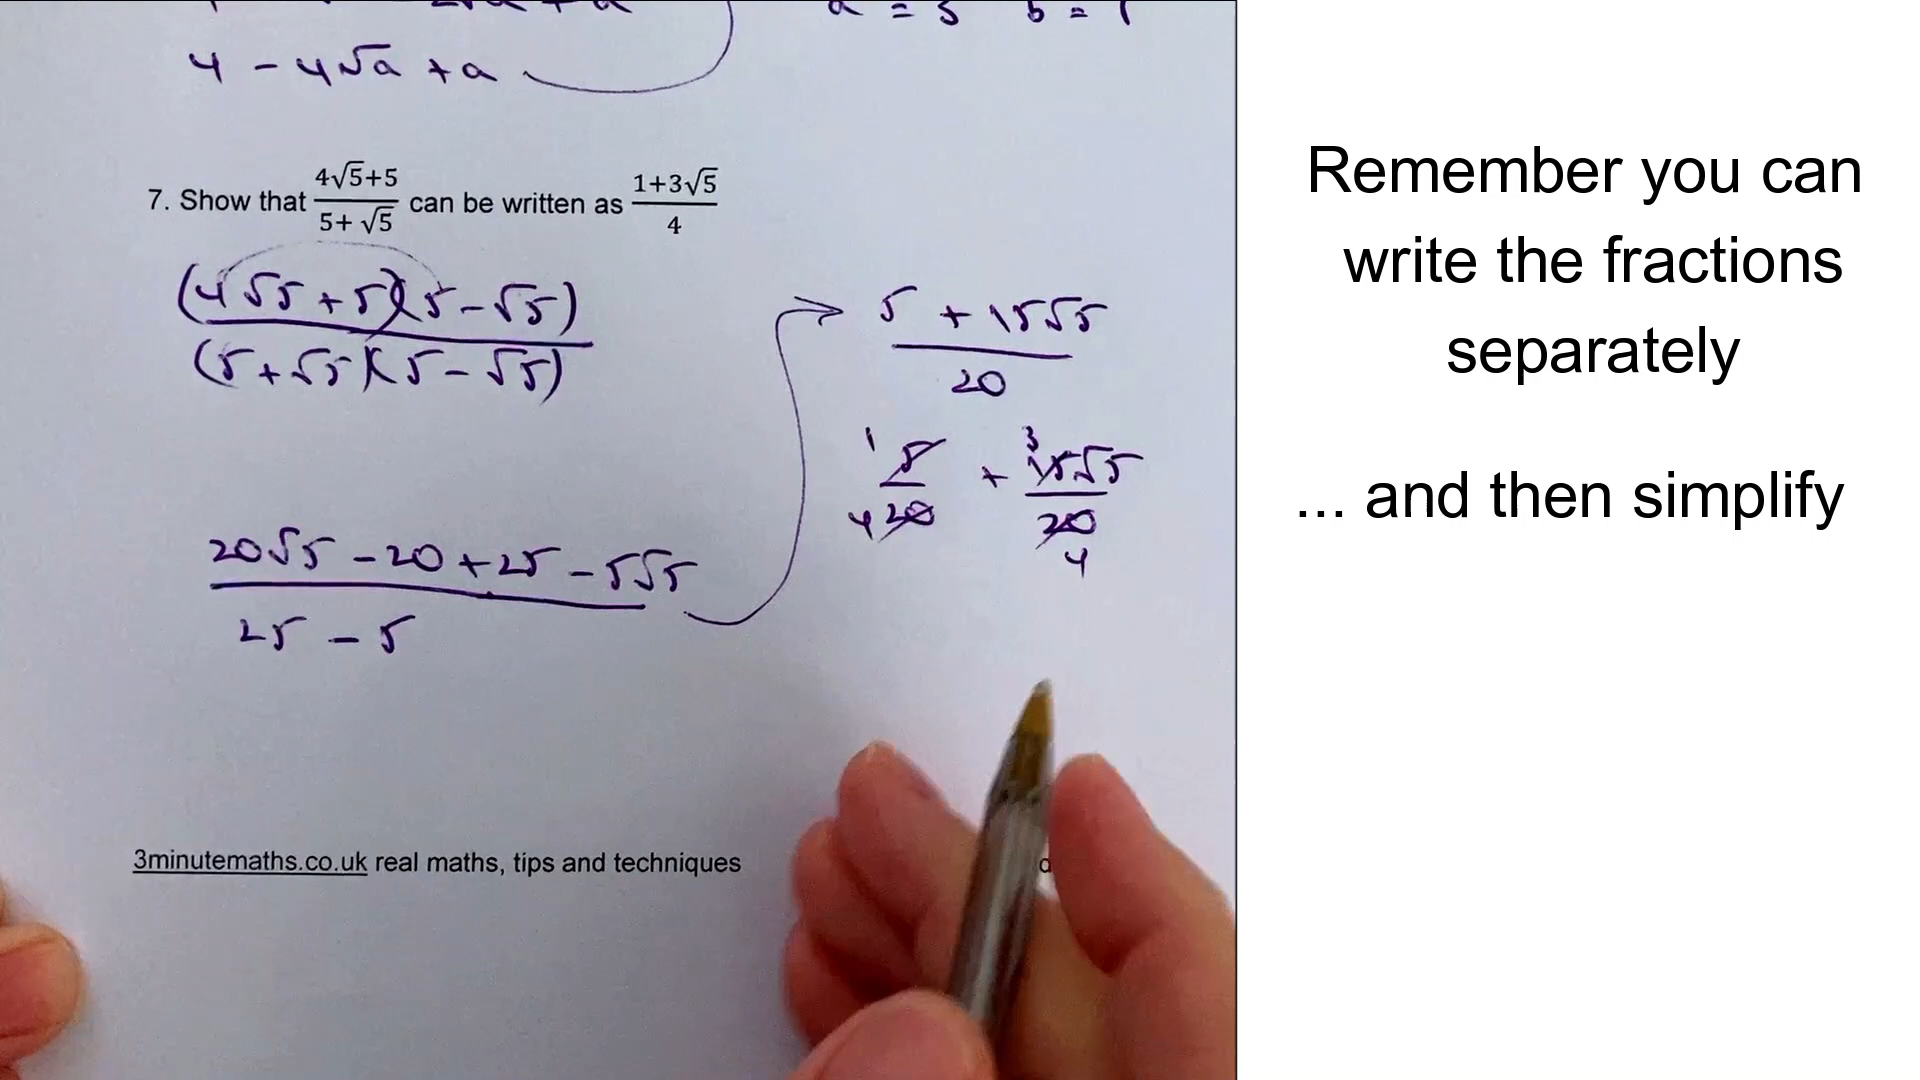 a = 5 b = 1
4 - 4√a + a
7. Show that (4√5+5)/(5+ √5) can be written as (1+3√5)/4
(4√5 + 5)(5 - √5)
(5 + √5)(5 - √5)
20√5 - 20 + 25 - 5√5
25 - 5
5 + 15√5
20
1 5 + 3 15√5
4 20 20
4
3minutemaths.co.uk real maths, tips and techniques
Remember you can
write the fractions
separately
... and then simplify